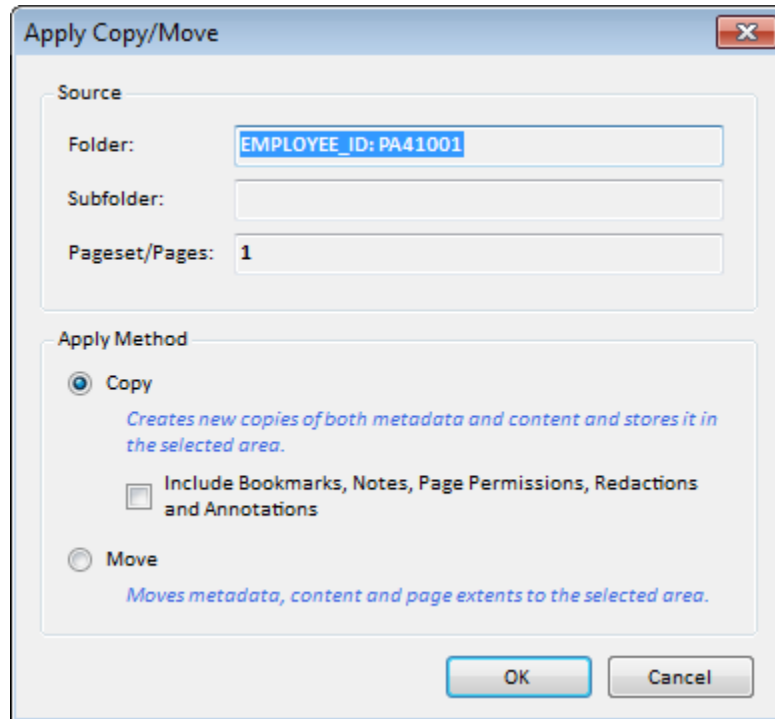 Apply Copy/Move
Source
Folder: EMPLOYEE_ID: PA41001
Subfolder:
Pageset/Pages: 1
Apply Method
Copy
Creates new copies of both metadata and content and stores it in
the selected area.
Include Bookmarks, Notes, Page Permissions, Redactions
and Annotations
Move
Moves metadata, content and page extents to the selected area.
OK Cancel